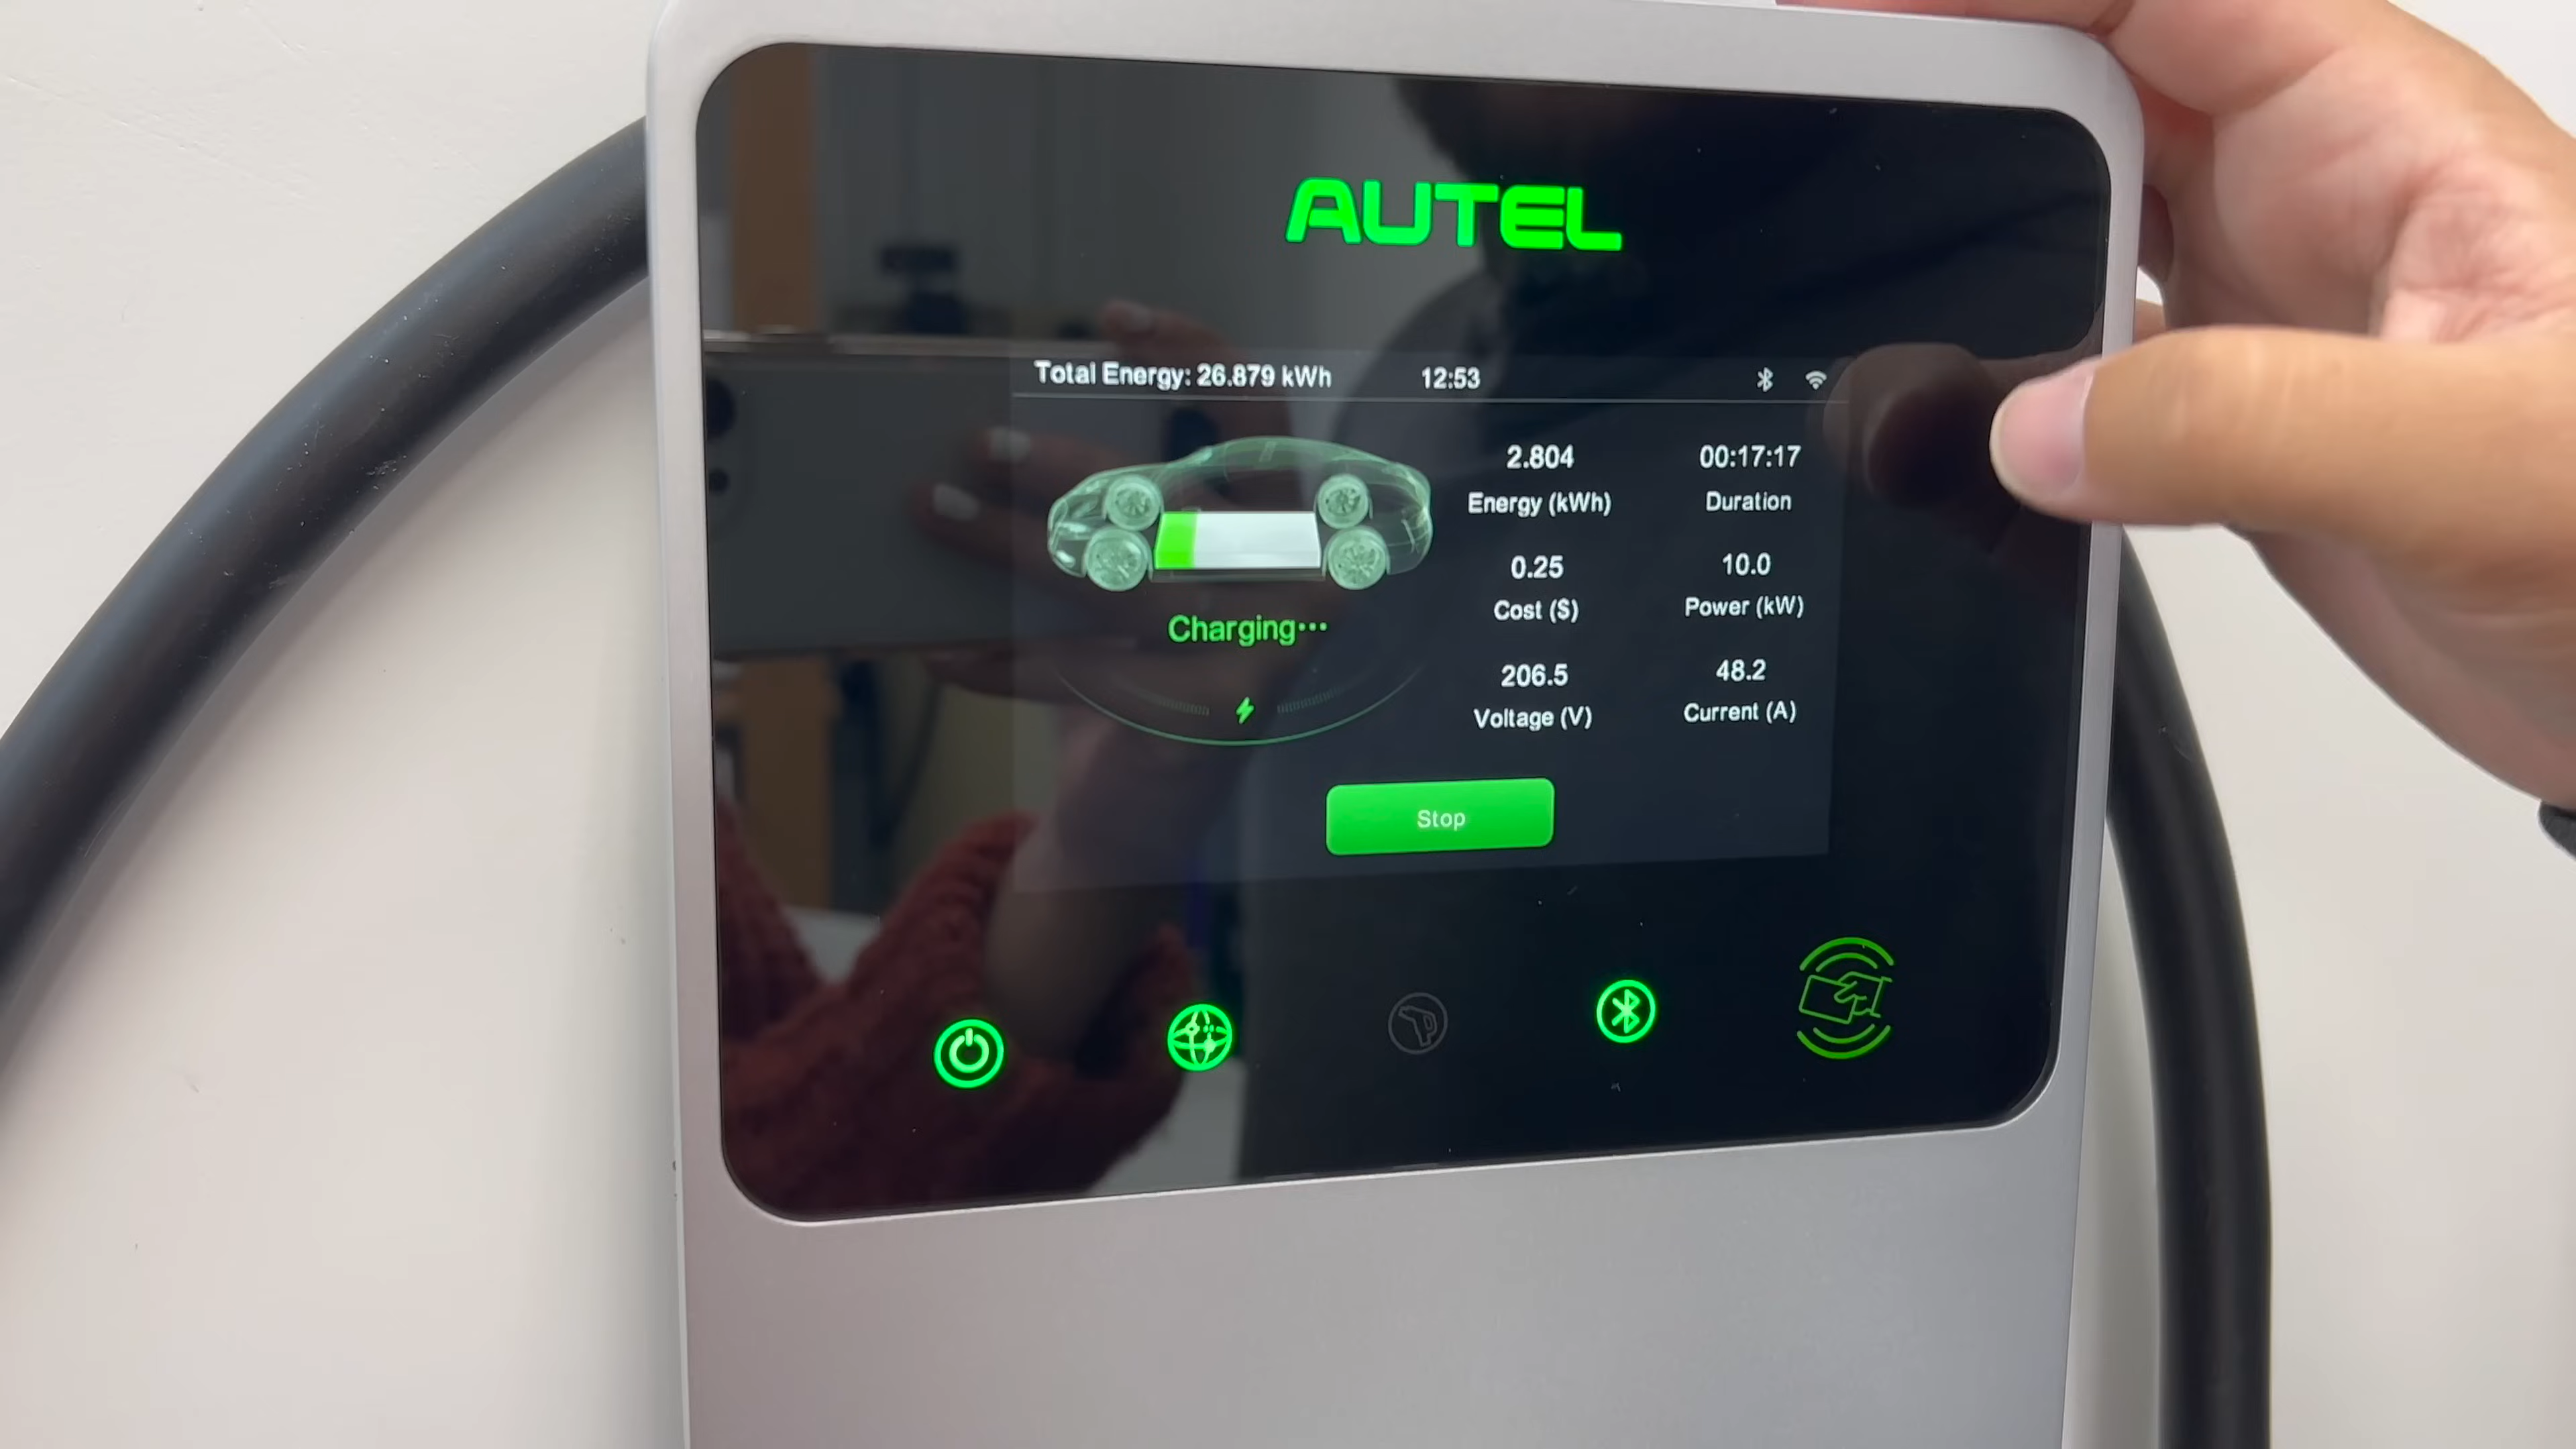 AUTEL
Total Energy: 26.879 kWh 12:53
2.804 00:17:17
Energy (kWh) Duration
0.25 10.0
Cost ($) Power (kW)
Charging···
206.5 48.2
Voltage (V) Current (A)
Stop